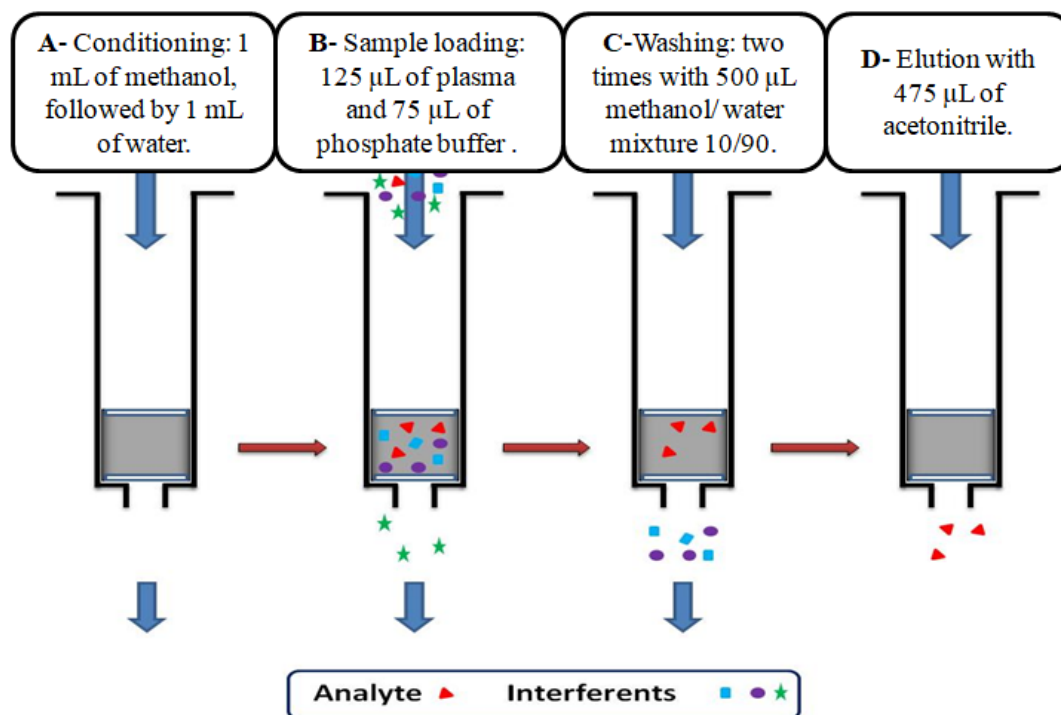 A- Conditioning: 1
mL of methanol,
followed by 1 mL
of water.
B- Sample loading:
125 µL of plasma
and 75 µL of
phosphate buffer .
C-Washing: two
times with 500 µL
methanol/ water
mixture 10/90.
D- Elution with
475 µL of
acetonitrile.
Analyte Interferents